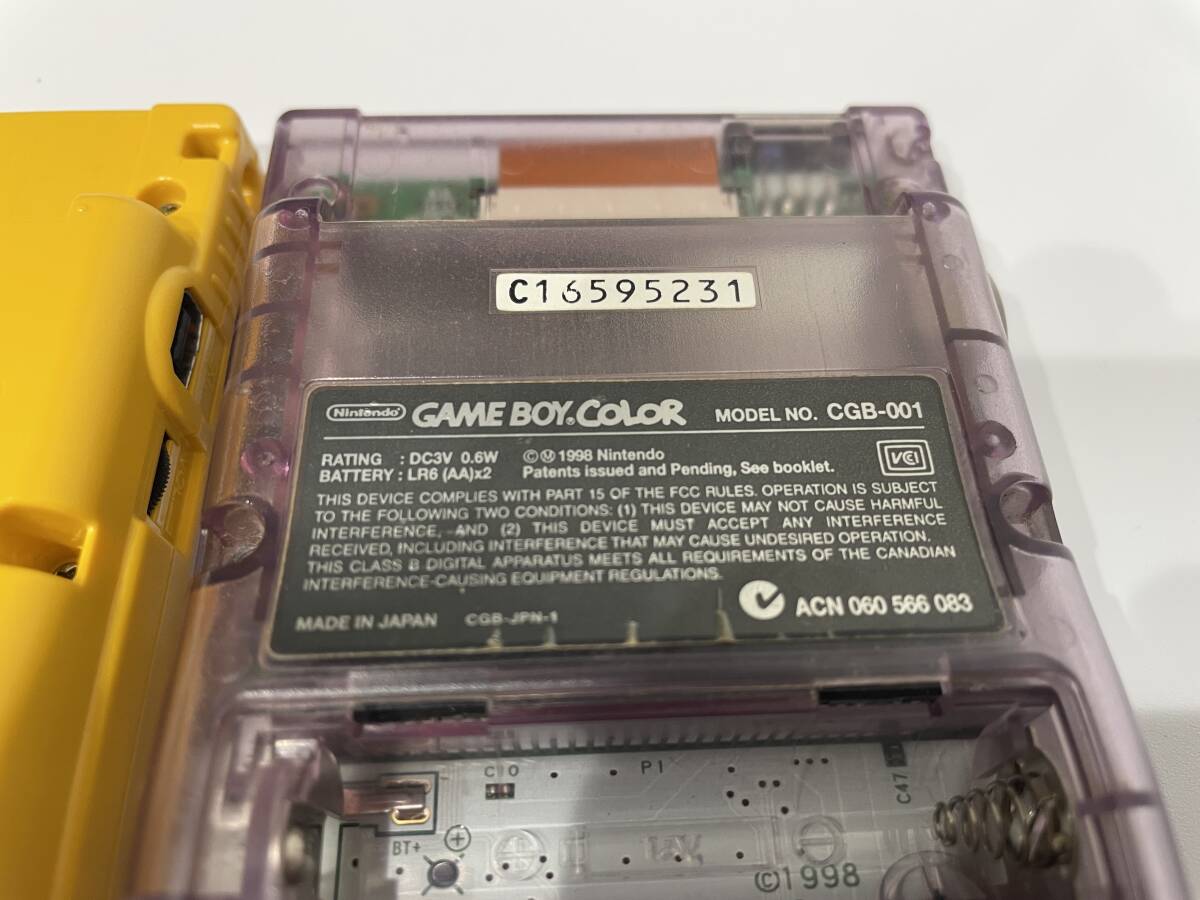 C16595231
Nintendo GAME BOY COLOR MODEL NO. CGB-001
RATING : DC3V 0.6W ©Ⓜ1998 Nintendo
BATTERY : LR6 (AA)x2 Patents issued and Pending, See booklet.
VCI
THIS DEVICE COMPLIES WITH PART 15 OF THE FCC RULES. OPERATION IS SUBJECT
TO THE FOLLOWING TWO CONDITIONS: (1) THIS DEVICE MAY NOT CAUSE HARMFUL
INTERFERENCE, AND (2) THIS DEVICE MUST ACCEPT ANY INTERFERENCE
RECEIVED, INCLUDING INTERFERENCE THAT MAY CAUSE UNDESIRED OPERATION.
THIS CLASS B DIGITAL APPARATUS MEETS ALL REQUIREMENTS OF THE CANADIAN
INTERFERENCE-CAUSING EQUIPMENT REGULATIONS.
MADE IN JAPAN CGB-JPN-1 ACN 060 566 083
C10 P1 C47
BT+
©1998